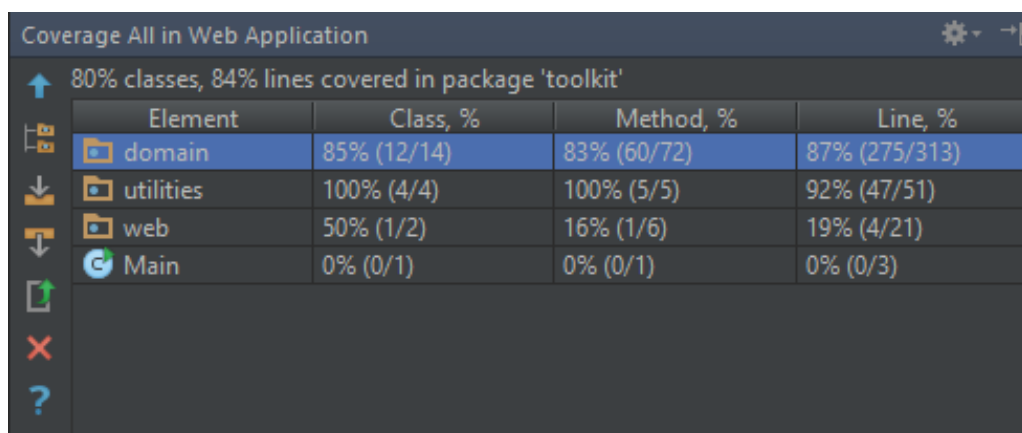 Coverage All in Web Application
80% classes, 84% lines covered in package 'toolkit'
Element Class, % Method, % Line, %
domain 85% (12/14) 83% (60/72) 87% (275/313)
utilities 100% (4/4) 100% (5/5) 92% (47/51)
web 50% (1/2) 16% (1/6) 19% (4/21)
C Main 0% (0/1) 0% (0/1) 0% (0/3)
?